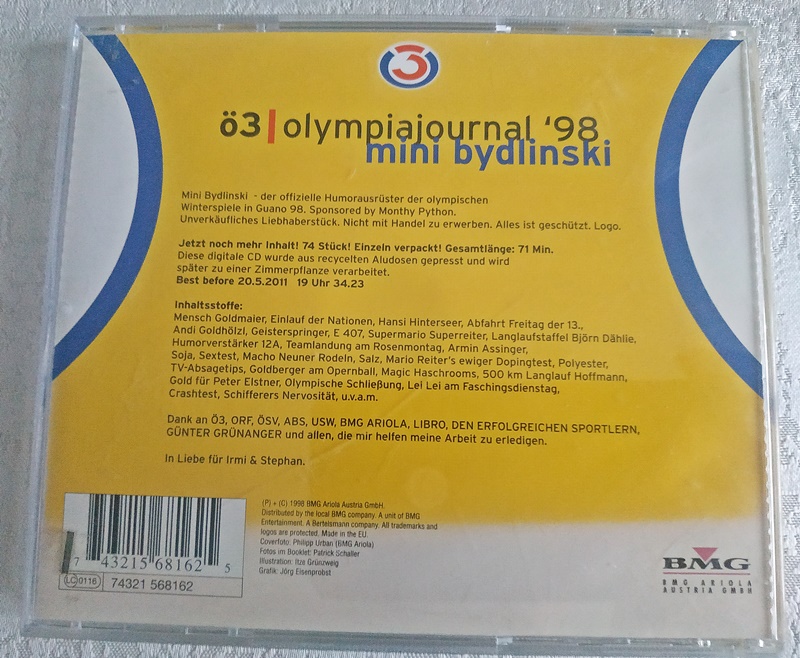 3
ö3|olympiajournal '98
mini bydlinski
Mini Bydlinski - der offizielle Humorausrüster der olympischen
Winterspiele in Guano 98. Sponsored by Monthy Python.
Unverkäufliches Liebhaberstück. Nicht mit Handel zu erwerben. Alles ist geschützt. Logo.
Jetzt noch mehr Inhalt! 74 Stück! Einzeln verpackt! Gesamtlänge: 71 Min.
Diese digitale CD wurde aus recycelten Aludosen gepresst und wird
später zu einer Zimmerpflanze verarbeitet.
Best before 20.5.2011 19 Uhr 34.23
Inhaltsstoffe:
Mensch Goldmaier, Einlauf der Nationen, Hansi Hinterseer, Abfahrt Freitag der 13.,
Andi Goldhölzl, Geisterspringer, E 407, Supermario Superreiter, Langlaufstaffel Björn Dählie,
Humorverstärker 12A, Teamlandung am Rosenmontag, Armin Assinger,
Soja, Sextest, Macho Neuner Rodeln, Salz, Mario Reiter's ewiger Dopingtest, Polyester,
TV-Absagetips, Goldberger am Opernball, Magic Haschrooms, 500 km Langlauf Hoffmann,
Gold für Peter Elstner, Olympische Schließung, Lei Lei am Faschingsdienstag,
Crashtest, Schifferers Nervosität, u.v.a.m.
Dank an Ö3, ORF, ÖSV, ABS, USW, BMG ARIOLA, LIBRO, DEN ERFOLGREICHEN SPORTLERN,
GÜNTER GRÜNANGER und allen, die mir helfen meine Arbeit zu erledigen.
In Liebe für Irmi & Stephan.
7 43215 68162 5
LC 0116 74321 568162
(P) + (C) 1998 BMG Ariola Austria GmbH.
Distributed by the local BMG company. A unit of BMG
Entertainment. A Bertelsmann company. All trademarks and
logos are protected. Made in the EU.
Coverfoto: Philipp Urban (BMG Ariola)
Fotos im Booklet: Patrick Schaller
Illustration: Itze Grünzweig
Grafik: Jörg Eisenprobst
BMG
BMG ARIOLA
AUSTRIA GMBH